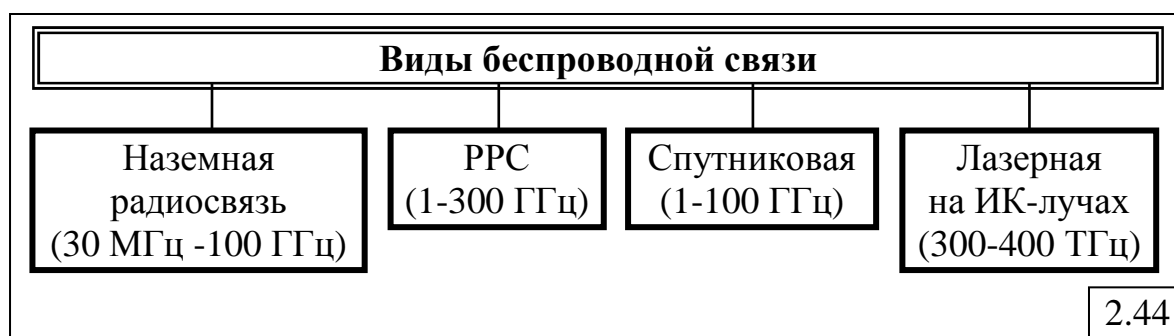 Виды беспроводной связи
Наземная
радиосвязь
(30 МГц -100 ГГц)
РРС
(1-300 ГГц)
Спутниковая
(1-100 ГГц)
Лазерная
на ИК-лучах
(300-400 ТГц)
2.44